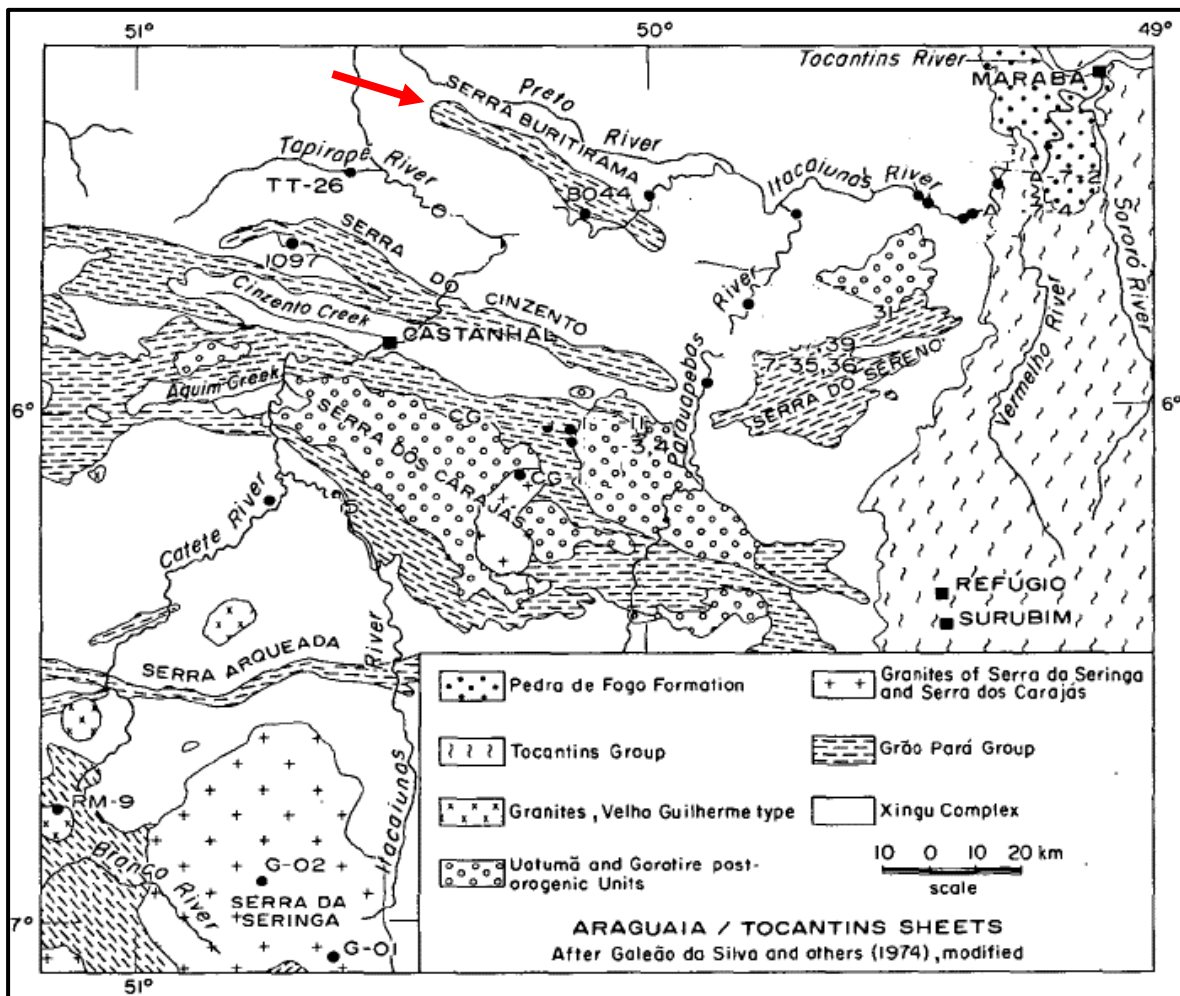 51°
50°
49°
Tocantins River
MARABÁ
Preto
River
SERRA BURITIRAMA
Tapirape River
TT-26
8044
Itacaiunas River
Sororó River
SERRA
DO
CINZENTO
1097
Cinzento Creek
CASTANHAL
River
Parauapebas
31
39
35,36
SERRA DO SERENO
Vermelho
River
Aquim Creek
6°
6°
CG
-3,4
SERRA DOS CARAJÁS
CG
Catete River
REFÚGIO
SURUBIM
River
SERRA ARQUEADA
Itacaiunas
RM-9
Branco River
G-02
SERRA DA
SERINGA
G-01
7°
51°
Pedra de Fogo Formation
Tocantins Group
Granites, Velho Guilherme type
Uatumã and Gorotire post-
orogenic Units
Granites of Serra da Seringa
and Serra dos Carajás
Grão Pará Group
Xingu Complex
10 0 10 20 km
scale
ARAGUAIA / TOCANTINS SHEETS
After Galeão da Silva and others (1974), modified